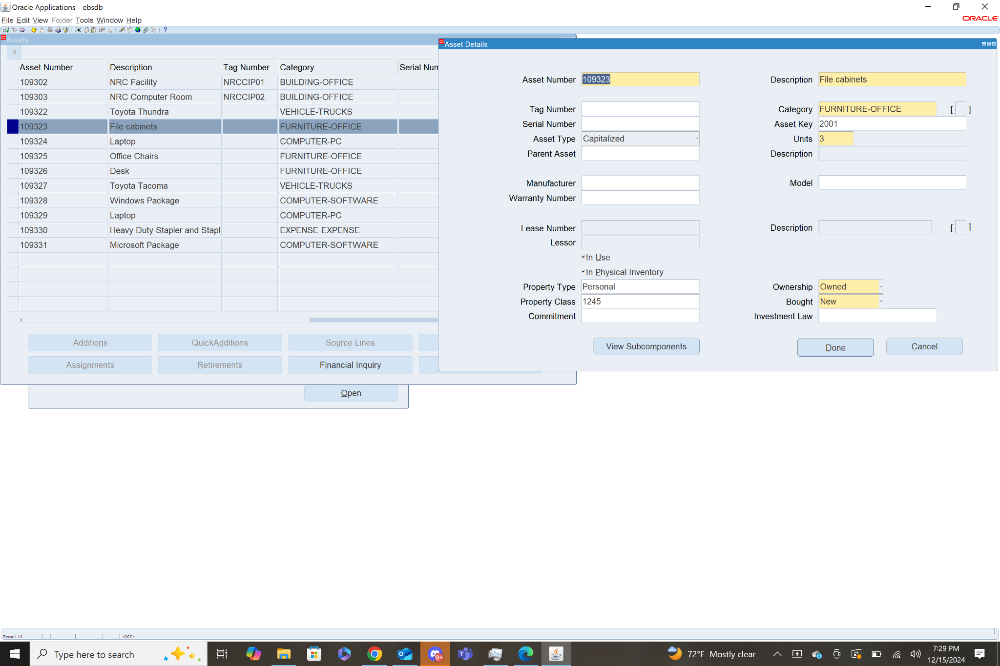 Oracle Applications - ebsdb
File Edit View Folder Tools Window Help
ORACLE
Assets
Asset Number Description Tag Number Category Serial Num
109302 NRC Facility NRCCIP01 BUILDING-OFFICE
109303 NRC Computer Room NRCCIP02 BUILDING-OFFICE
109322 Toyota Thundra VEHICLE-TRUCKS
109323 File cabinets FURNITURE-OFFICE
109324 Laptop COMPUTER-PC
109325 Office Chairs FURNITURE-OFFICE
109326 Desk FURNITURE-OFFICE
109327 Toyota Tacoma VEHICLE-TRUCKS
109328 Windows Package COMPUTER-SOFTWARE
109329 Laptop COMPUTER-PC
109330 Heavy Duty Stapler and Stapl EXPENSE-EXPENSE
109331 Microsoft Package COMPUTER-SOFTWARE
Additions QuickAdditions Source Lines
Assignments Retirements Financial Inquiry
Open
Asset Details
Asset Number 109323 Description File cabinets
Tag Number Category FURNITURE-OFFICE [ ]
Serial Number Asset Key 2001
Asset Type Capitalized Units 3
Parent Asset Description
Manufacturer Model
Warranty Number
Lease Number Description [ ]
Lessor
In Use
In Physical Inventory
Property Type Personal Ownership Owned
Property Class 1245 Bought New
Commitment Investment Law
View Subcomponents Done Cancel
Record: 1/1 ... <OSC>
Type here to search 9+ 72°F Mostly clear 7:29 PM
12/15/2024